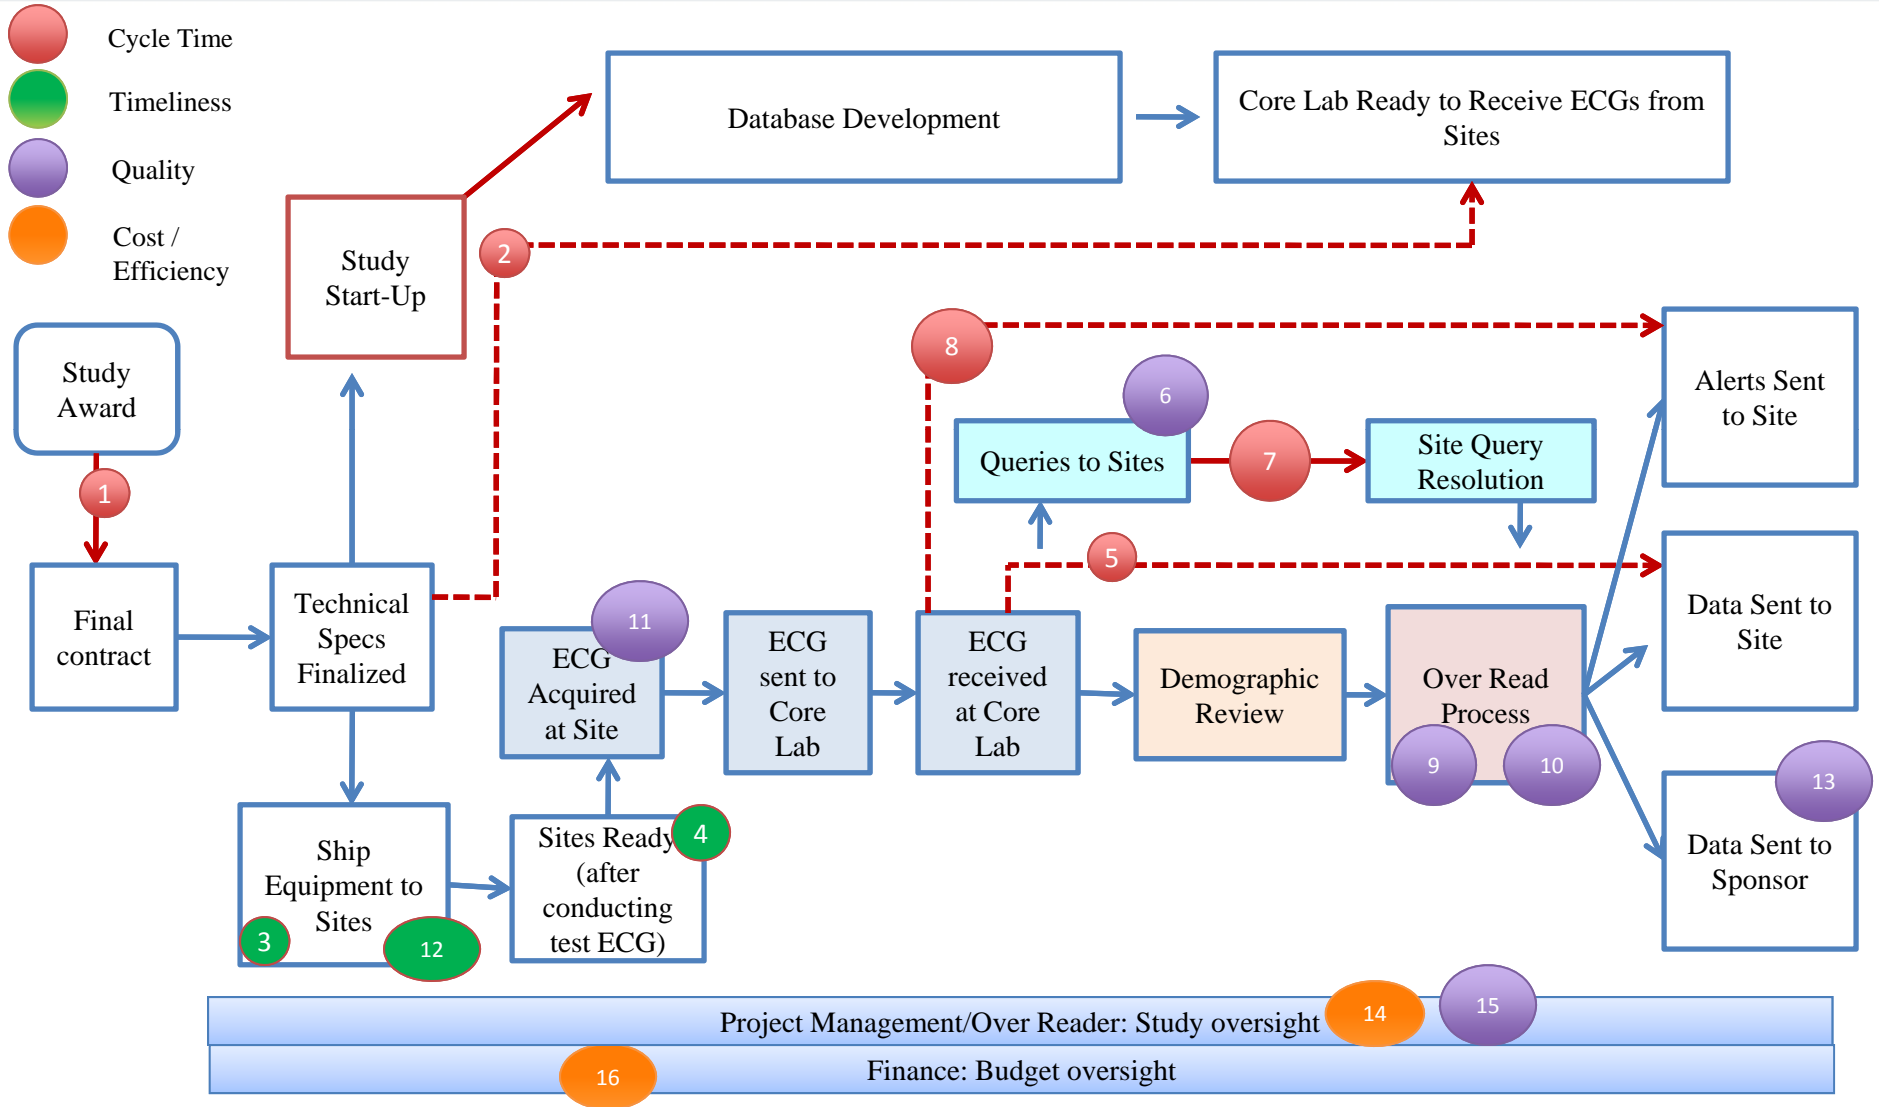 Cycle Time
Timeliness
Quality
Cost /
Efficiency
Database Development
Core Lab Ready to Receive ECGs from
Sites
Study
Start-Up
2
Study
Award
1
8
6
Alerts Sent
to Site
Queries to Sites
7
Site Query
Resolution
5
Final
contract
Technical
Specs
Finalized
11
ECG
Acquired
at Site
ECG
sent to
Core
Lab
ECG
received
at Core
Lab
Demographic
Review
Over Read
Process
9
10
Data Sent to
Site
Ship
Equipment to
Sites
3
12
Sites Ready
(after
conducting
test ECG)
4
13
Data Sent to
Sponsor
Project Management/Over Reader: Study oversight
14
15
16
Finance: Budget oversight